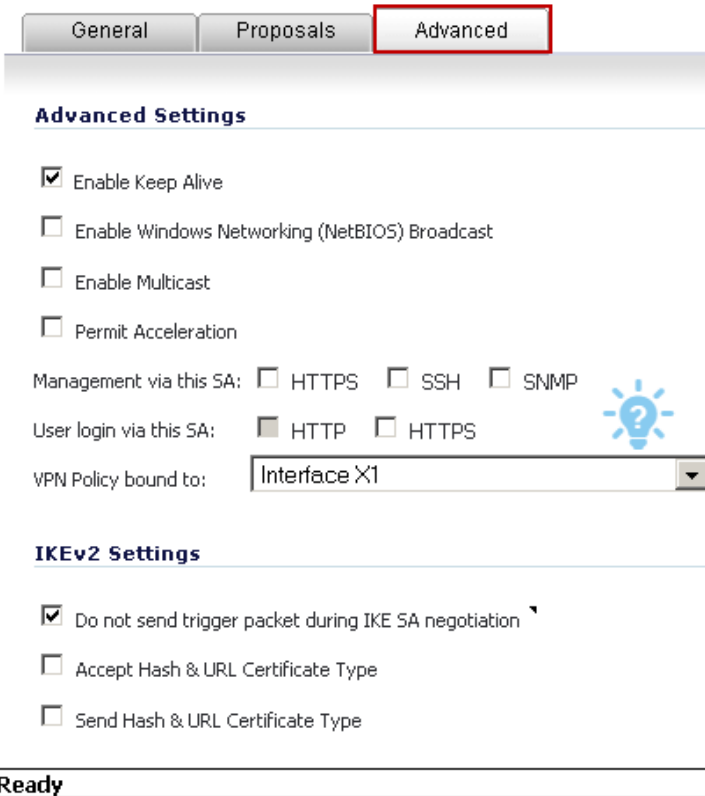 General Proposals Advanced
Advanced Settings
Enable Keep Alive
Enable Windows Networking (NetBIOS) Broadcast
Enable Multicast
Permit Acceleration
Management via this SA: HTTPS SSH SNMP
User login via this SA: HTTP HTTPS
VPN Policy bound to: Interface X1
IKEv2 Settings
Do not send trigger packet during IKE SA negotiation
Accept Hash & URL Certificate Type
Send Hash & URL Certificate Type
Ready